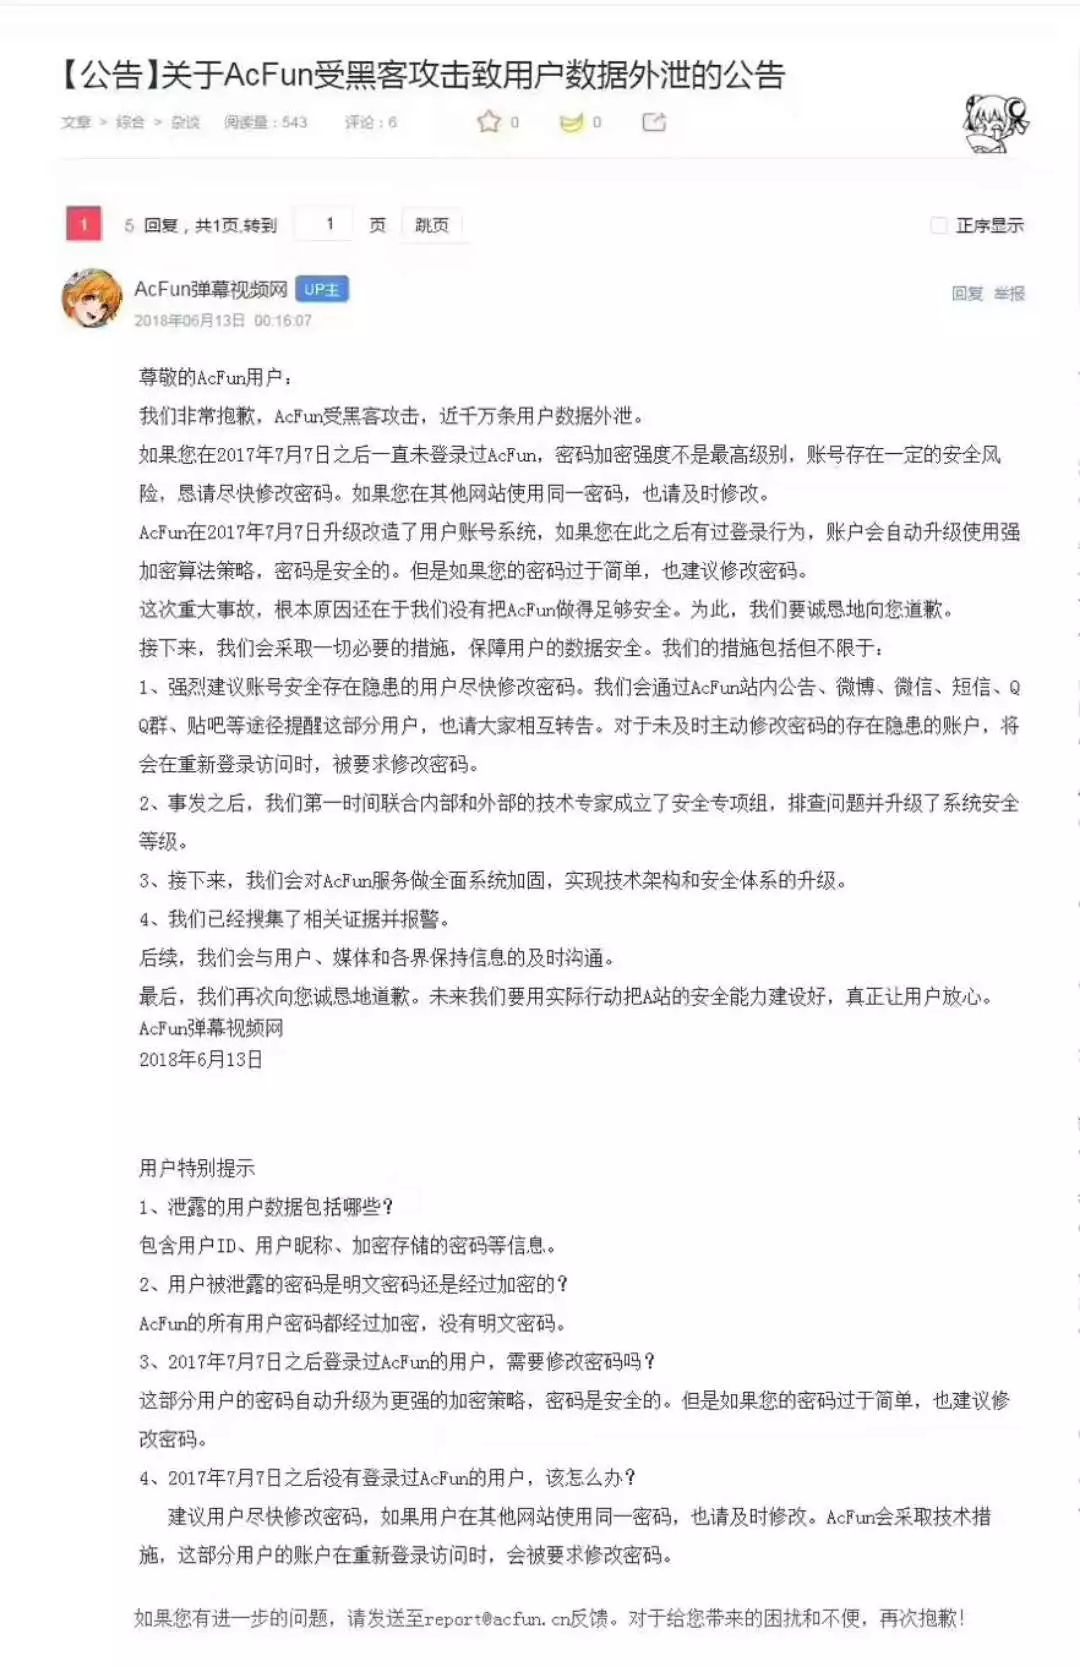 【公告】关于AcFun受黑客攻击致用户数据外泄的公告
文章 > 综合 > 杂谈 阅读量：543 评论：6 0 0
1 5 回复，共1页,转到 1 页 跳页 正序显示
AcFun弹幕视频网 UP主 回复 举报
2018年06月13日 00:16:07
尊敬的AcFun用户：
我们非常抱歉，AcFun受黑客攻击，近千万条用户数据外泄。
如果您在2017年7月7日之后一直未登录过AcFun，密码加密强度不是最高级别，账号存在一定的安全风
险，恳请尽快修改密码。如果您在其他网站使用同一密码，也请及时修改。
AcFun在2017年7月7日升级改造了用户账号系统，如果您在此之后有过登录行为，账户会自动升级使用强
加密算法策略，密码是安全的。但是如果您的密码过于简单，也建议修改密码。
这次重大事故，根本原因还在于我们没有把AcFun做得足够安全。为此，我们要诚恳地向您道歉。
接下来，我们会采取一切必要的措施，保障用户的数据安全。我们的措施包括但不限于：
1、强烈建议账号安全存在隐患的用户尽快修改密码。我们会通过AcFun站内公告、微博、微信、短信、Q
Q群、贴吧等途径提醒这部分用户，也请大家相互转告。对于未及时主动修改密码的存在隐患的账户，将
会在重新登录访问时，被要求修改密码。
2、事发之后，我们第一时间联合内部和外部的技术专家成立了安全专项组，排查问题并升级了系统安全
等级。
3、接下来，我们会对AcFun服务做全面系统加固，实现技术架构和安全体系的升级。
4、我们已经搜集了相关证据并报警。
后续，我们会与用户、媒体和各界保持信息的及时沟通。
最后，我们再次向您诚恳地道歉。未来我们要用实际行动把A站的安全能力建设好，真正让用户放心。
AcFun弹幕视频网
2018年6月13日
用户特别提示
1、泄露的用户数据包括哪些？
包含用户ID、用户昵称、加密存储的密码等信息。
2、用户被泄露的密码是明文密码还是经过加密的？
AcFun的所有用户密码都经过加密，没有明文密码。
3、2017年7月7日之后登录过AcFun的用户，需要修改密码吗？
这部分用户的密码自动升级为更强的加密策略，密码是安全的。但是如果您的密码过于简单，也建议修
改密码。
4、2017年7月7日之后没有登录过AcFun的用户，该怎么办？
建议用户尽快修改密码，如果用户在其他网站使用同一密码，也请及时修改。AcFun会采取技术措
施，这部分用户的账户在重新登录访问时，会被要求修改密码。
如果您有进一步的问题，请发送至report@acfun.cn反馈。对于给您带来的困扰和不便，再次抱歉！